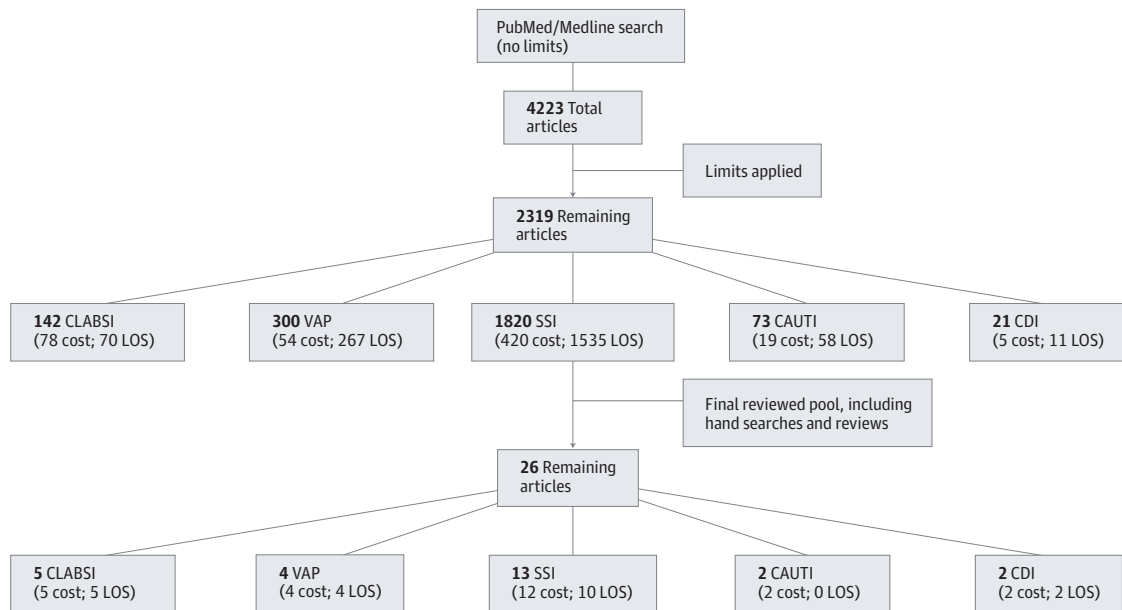 PubMed/Medline search
(no limits)
4223 Total
articles
Limits applied
2319 Remaining
articles
142 CLABSI
(78 cost; 70 LOS)
300 VAP
(54 cost; 267 LOS)
1820 SSI
(420 cost; 1535 LOS)
73 CAUTI
(19 cost; 58 LOS)
21 CDI
(5 cost; 11 LOS)
Final reviewed pool, including
hand searches and reviews
26 Remaining
articles
5 CLABSI
(5 cost; 5 LOS)
4 VAP
(4 cost; 4 LOS)
13 SSI
(12 cost; 10 LOS)
2 CAUTI
(2 cost; 0 LOS)
2 CDI
(2 cost; 2 LOS)